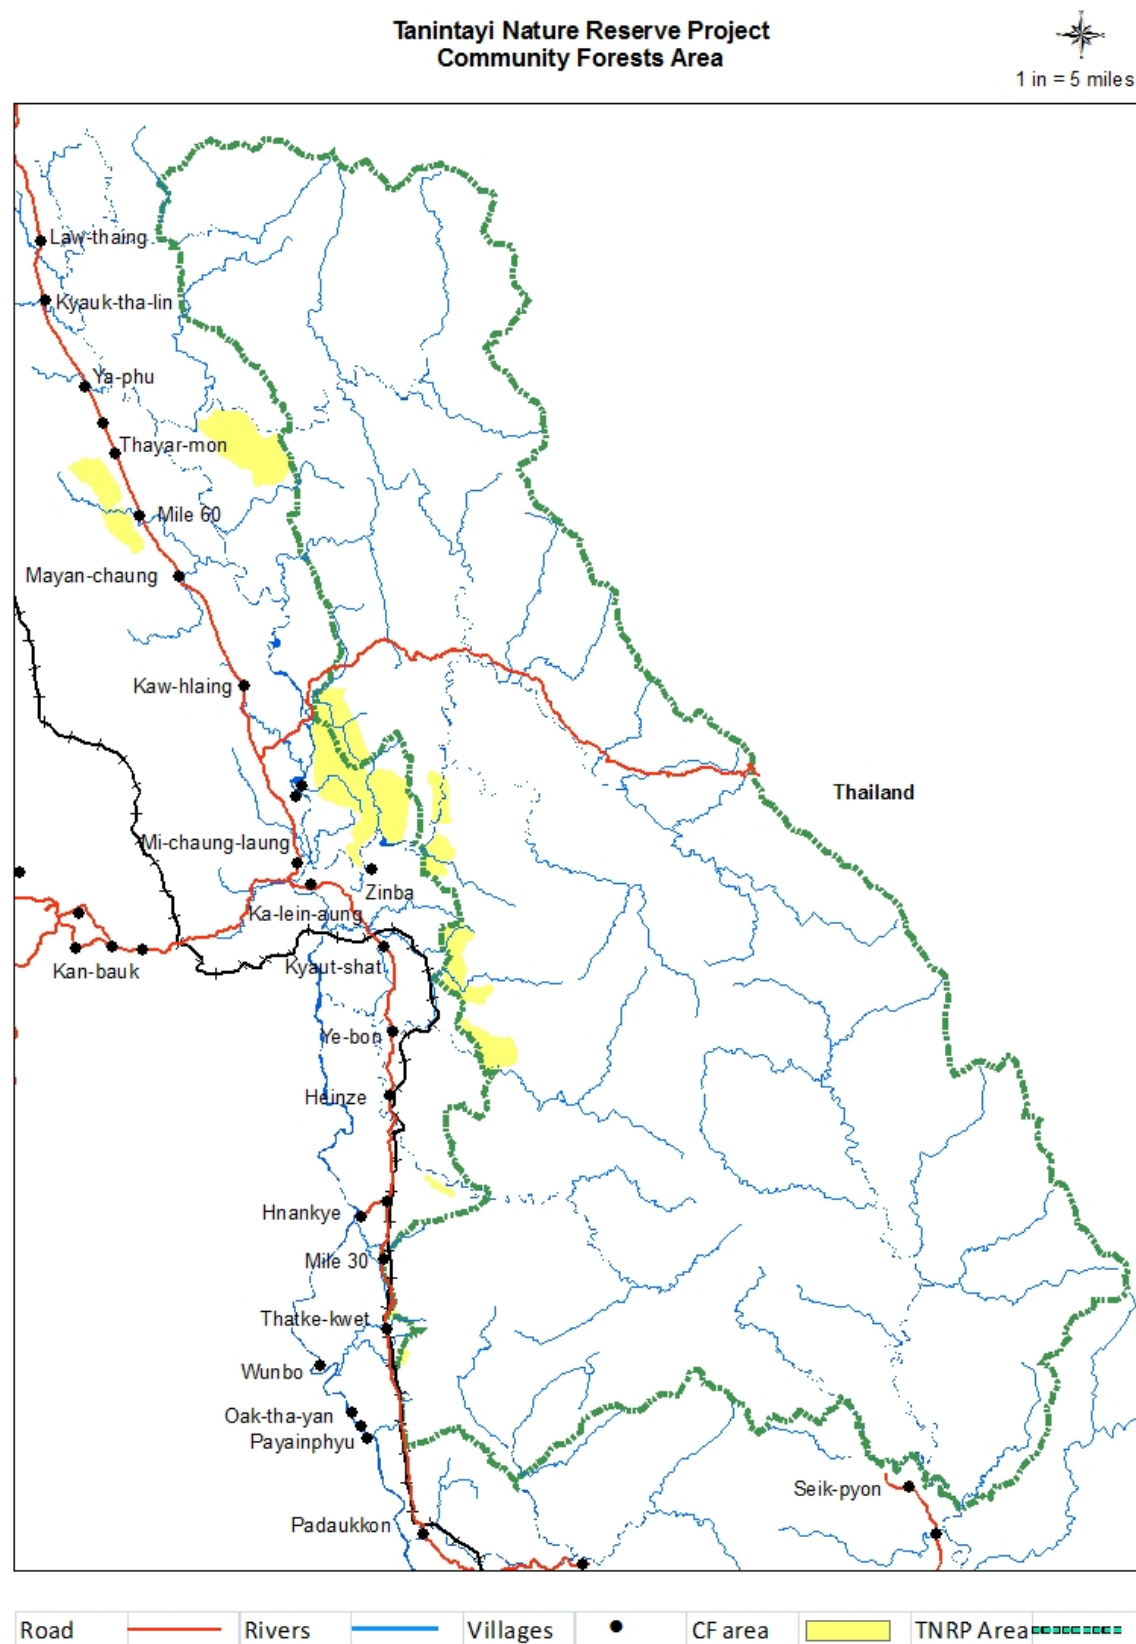 Tanintayi Nature Reserve Project
Community Forests Area
1 in = 5 miles
Law-thaing
Kyauk-tha-lin
Ya-phu
Thayar-mon
Mile 60
Mayan-chaung
Kaw-hlaing
Thailand
Mi-chaung-laung
Zinba
Ka-lein-aung
Kyaut-shat
Kan-bauk
Ye-bon
Heinze
Hnankye
Mile 30
Thatke-kwet
Wunbo
Oak-tha-yan
Payainphyu
Seik-pyon
Padaukkon
Road Rivers Villages CF area TNRP Area